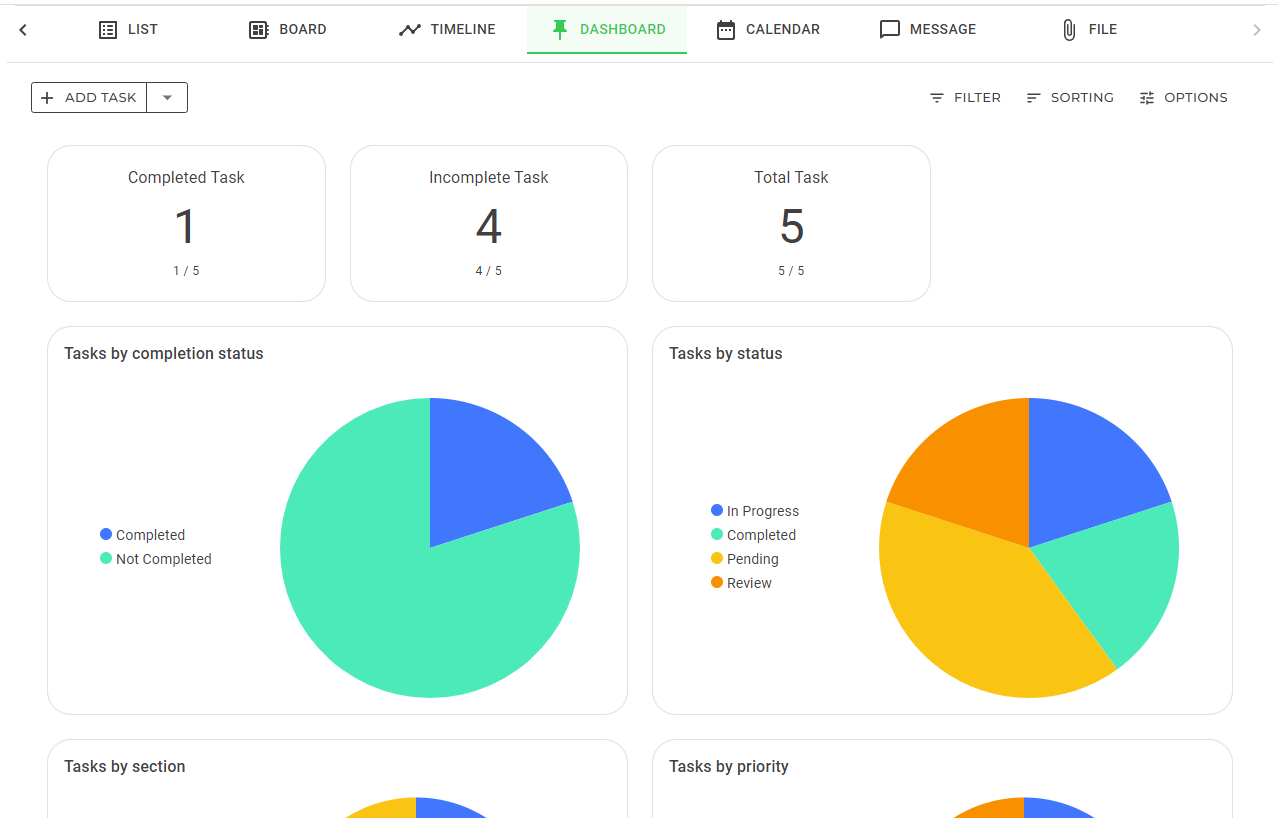 LIST BOARD TIMELINE DASHBOARD CALENDAR MESSAGE FILE
ADD TASK FILTER SORTING OPTIONS
Completed Task
1
1 / 5
Incomplete Task
4
4 / 5
Total Task
5
5 / 5
Tasks by completion status
Completed
Not Completed
Tasks by status
In Progress
Completed
Pending
Review
Tasks by section
Tasks by priority